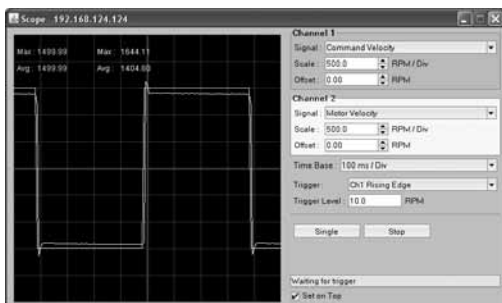 Scope 192.168.124.124
Max: 1499.99 Max: 1644.11
Avg: 1499.99 Avg: 1404.60
Channel 1
Signal: Command Velocity
Scale: 500.0 RPM / Div
Offset: 0.00 RPM
Channel 2
Signal: Motor Velocity
Scale: 500.0 RPM / Div
Offset: 0.00 RPM
Time Base: 100 ms / Div
Trigger: Ch1 Rising Edge
Trigger Level: 10.0 RPM
Single Stop
Waiting for trigger
Set on Top